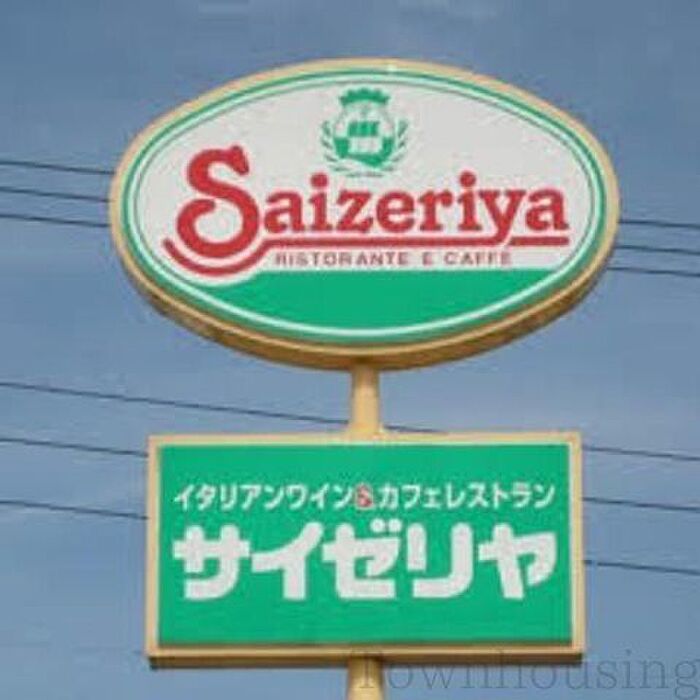 Saizeriya
RISTORANTE E CAFFÈ
イタリアンワイン&カフェレストラン
サイゼリヤ
Townhousing